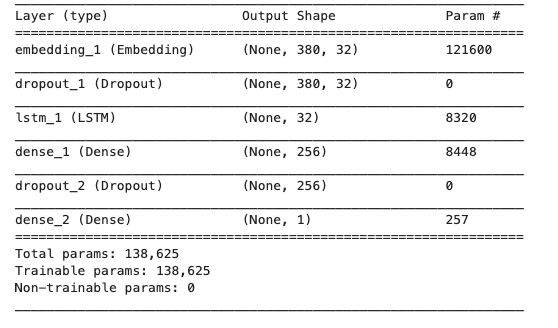 Layer (type) Output Shape Param #
=================================================================
embedding_1 (Embedding) (None, 380, 32) 121600
dropout_1 (Dropout) (None, 380, 32) 0
lstm_1 (LSTM) (None, 32) 8320
dense_1 (Dense) (None, 256) 8448
dropout_2 (Dropout) (None, 256) 0
dense_2 (Dense) (None, 1) 257
=================================================================
Total params: 138,625
Trainable params: 138,625
Non-trainable params: 0